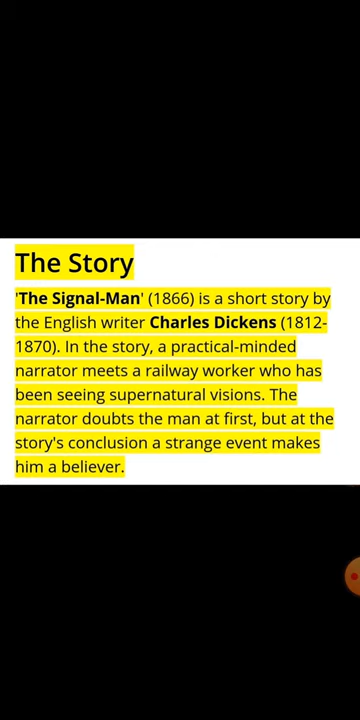 The Story
'The Signal-Man' (1866) is a short story by
the English writer Charles Dickens (1812-
1870). In the story, a practical-minded
narrator meets a railway worker who has
been seeing supernatural visions. The
narrator doubts the man at first, but at the
story's conclusion a strange event makes
him a believer.